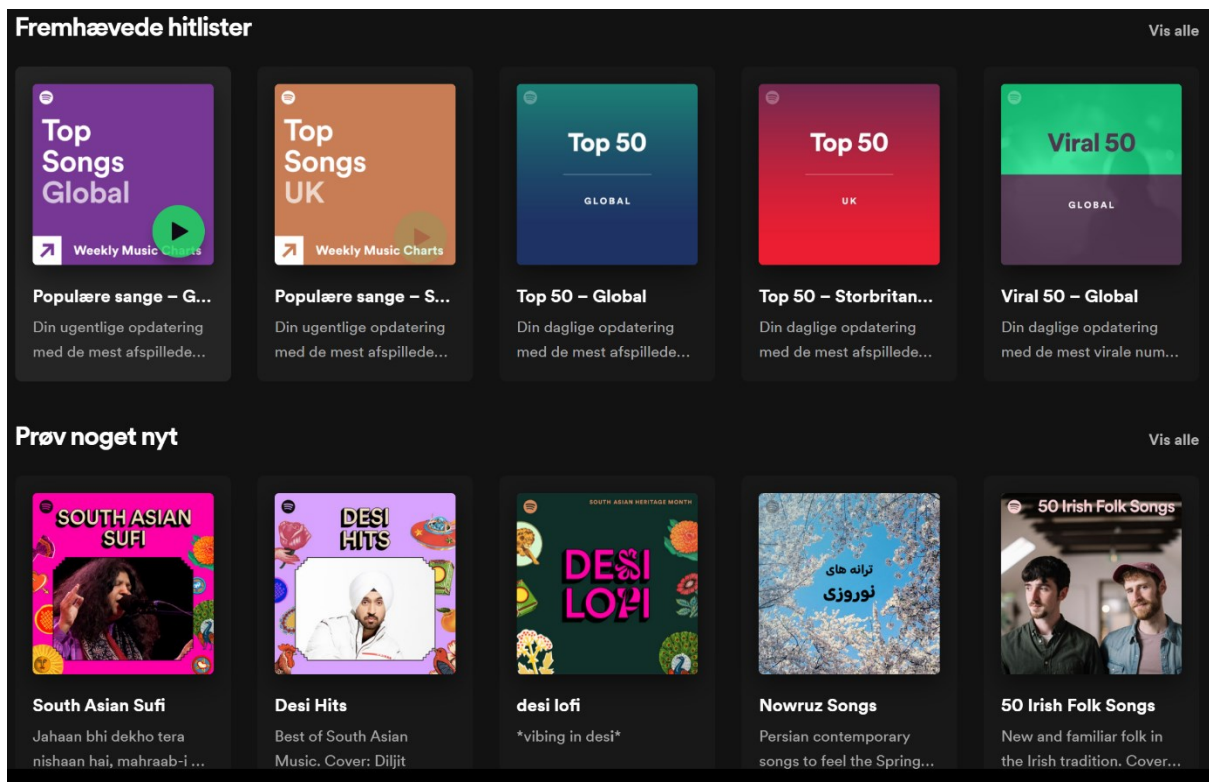 Fremhævede hitlister
Vis alle
Top
Songs
Global
Weekly Music Charts
Populære sange – G...
Din ugentlige opdatering
med de mest afspillede...
Top
Songs
UK
Weekly Music Charts
Populære sange – S...
Din ugentlige opdatering
med de mest afspillede...
Top 50
GLOBAL
Top 50 – Global
Din daglige opdatering
med de mest afspillede...
Top 50
UK
Top 50 – Storbritan...
Din daglige opdatering
med de mest afspillede...
Viral 50
GLOBAL
Viral 50 – Global
Din daglige opdatering
med de mest virale num...
Prøv noget nyt
Vis alle
SOUTH ASIAN
SUFI
South Asian Sufi
Jahaan bhi dekho tera
nishaan hai, mahraab-i ...
DESI
HITS
Desi Hits
Best of South Asian
Music. Cover: Diljit
SOUTH ASIAN HERITAGE MONTH
DESI
LOFI
desi lofi
*vibing in desi*
ترانه های
نوروزی
Nowruz Songs
Persian contemporary
songs to feel the Spring...
50 Irish Folk Songs
50 Irish Folk Songs
New and familiar folk in
the Irish tradition. Cover...